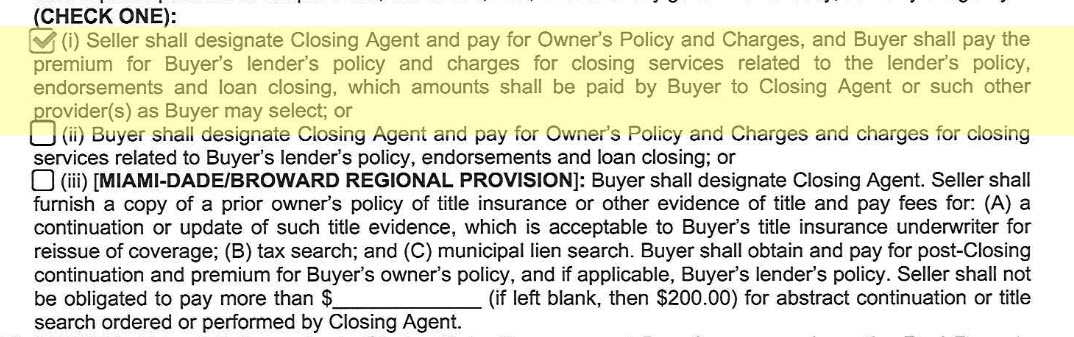 (CHECK ONE):
(i) Seller shall designate Closing Agent and pay for Owner's Policy and Charges, and Buyer shall pay the
premium for Buyer's lender's policy and charges for closing services related to the lender's policy,
endorsements and loan closing, which amounts shall be paid by Buyer to Closing Agent or such other
provider(s) as Buyer may select; or
(ii) Buyer shall designate Closing Agent and pay for Owner's Policy and Charges and charges for closing
services related to Buyer's lender's policy, endorsements and loan closing; or
(iii) [MIAMI-DADE/BROWARD REGIONAL PROVISION]: Buyer shall designate Closing Agent. Seller shall
furnish a copy of a prior owner's policy of title insurance or other evidence of title and pay fees for: (A) a
continuation or update of such title evidence, which is acceptable to Buyer's title insurance underwriter for
reissue of coverage; (B) tax search; and (C) municipal lien search. Buyer shall obtain and pay for post-Closing
continuation and premium for Buyer's owner's policy, and if applicable, Buyer's lender's policy. Seller shall not
be obligated to pay more than $______________ (if left blank, then $200.00) for abstract continuation or title
search ordered or performed by Closing Agent.